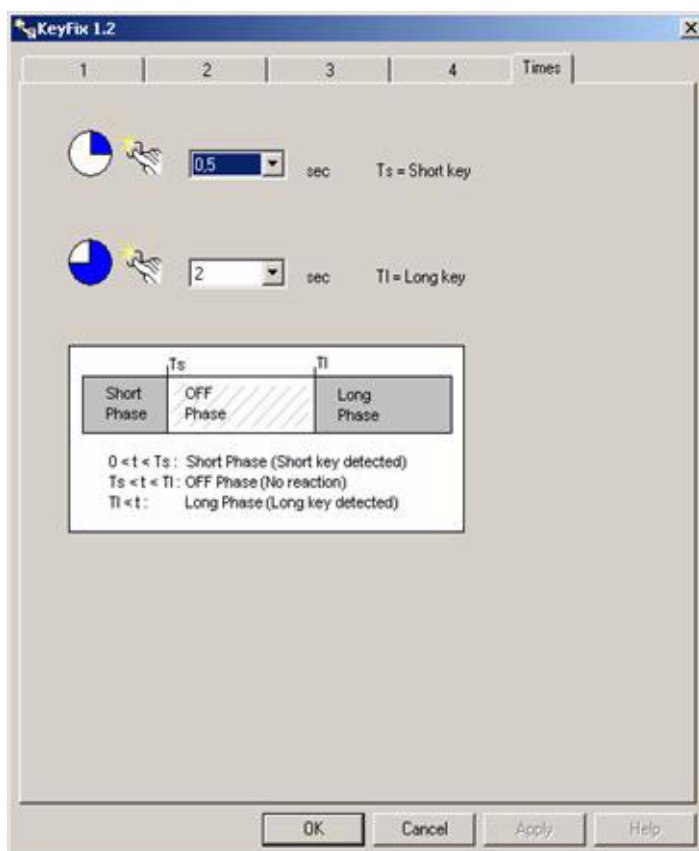 KeyFix 1.2
1 2 3 4 Times
0,5 sec Ts = Short key
2 sec Tl = Long key
Ts Tl
Short OFF Long
Phase Phase Phase
0 < t < Ts : Short Phase (Short key detected)
Ts < t < Tl : OFF Phase (No reaction)
Tl < t : Long Phase (Long key detected)
OK Cancel Apply Help